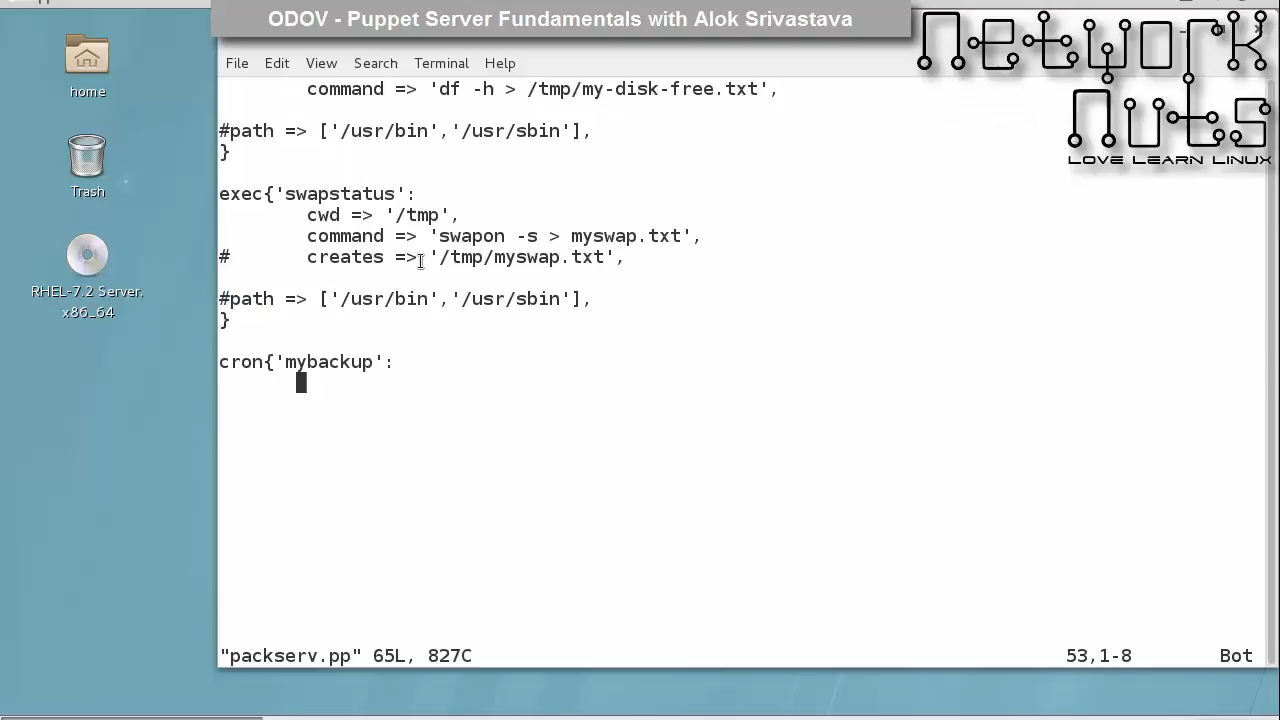 ODOV - Puppet Server Fundamentals with Alok Srivastava
Network
Nuts
LOVE LEARN LINUX
home
Trash
RHEL-7.2 Server.
x86_64
File Edit View Search Terminal Help
command => 'df -h > /tmp/my-disk-free.txt',
#path => ['/usr/bin','/usr/sbin'],
}
exec{'swapstatus':
cwd => '/tmp',
command => 'swapon -s > myswap.txt',
# creates => '/tmp/myswap.txt',
#path => ['/usr/bin','/usr/sbin'],
}
cron{'mybackup':
"packserv.pp" 65L, 827C 53,1-8 Bot